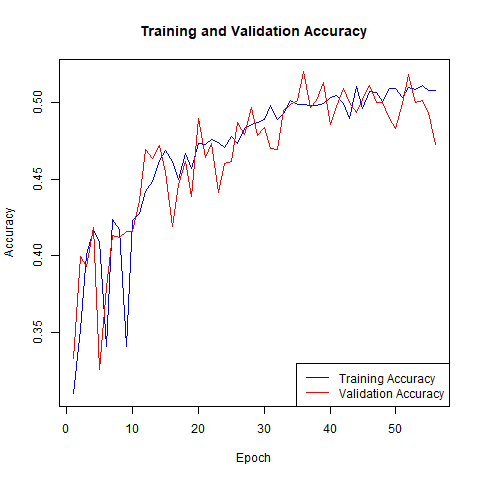 Training and Validation Accuracy
Accuracy
0.50
0.45
0.40
0.35
Training Accuracy
Validation Accuracy
0 10 20 30 40 50
Epoch